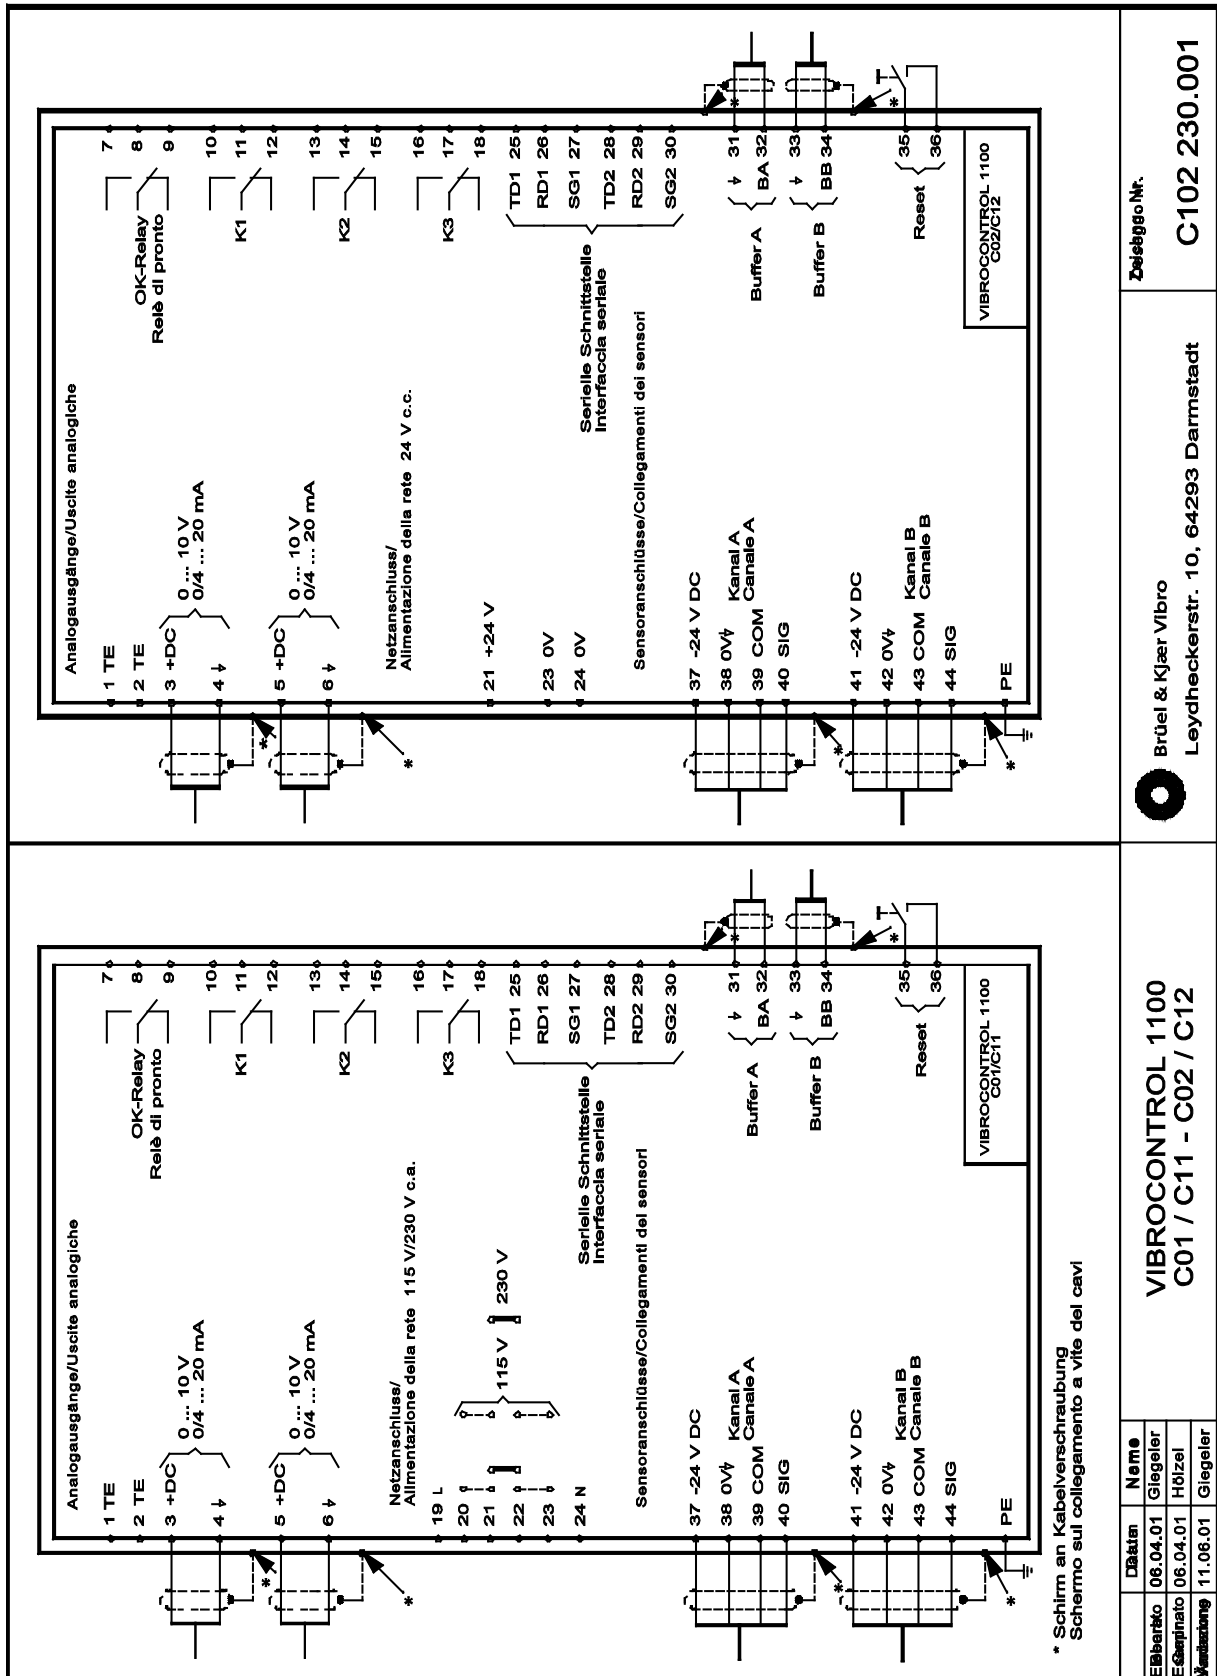 Analogausgänge/Uscite analogiche
1 TE
2 TE
3 +DC
4
0 ... 10 V
0/4 ... 20 mA
5 +DC
6
0 ... 10 V
0/4 ... 20 mA
Netzanschluss/
Alimentazione della rete 115 V/230 V c.a.
19 L
20
21
22
23
24 N
115 V
230 V
Sensoranschlüsse/Collegamenti dei sensori
37 -24 V DC
38 0V
39 COM
40 SIG
Kanal A
Canale A
41 -24 V DC
42 0V
43 COM
44 SIG
Kanal B
Canale B
PE
7
8
9
OK-Relay
Relè di pronto
10
11
12
K1
13
14
15
K2
16
17
18
K3
TD1 25
RD1 26
SG1 27
TD2 28
RD2 29
SG2 30
Serielle Schnittstelle
Interfaccia seriale
31
BA 32
Buffer A
33
BB 34
Buffer B
35
36
Reset
VIBROCONTROL 1100
C01/C11
* * * * * *
* Schirm an Kabelverschraubung
Schermo sul collegamento a vite dei cavi
Analogausgänge/Uscite analogiche
1 TE
2 TE
3 +DC
4
0 ... 10 V
0/4 ... 20 mA
5 +DC
6
0 ... 10 V
0/4 ... 20 mA
Netzanschluss/
Alimentazione della rete 24 V c.c.
21 +24 V
23 0V
24 0V
Sensoranschlüsse/Collegamenti dei sensori
37 -24 V DC
38 0V
39 COM
40 SIG
Kanal A
Canale A
41 -24 V DC
42 0V
43 COM
44 SIG
Kanal B
Canale B
PE
7
8
9
OK-Relay
Relè di pronto
10
11
12
K1
13
14
15
K2
16
17
18
K3
TD1 25
RD1 26
SG1 27
TD2 28
RD2 29
SG2 30
Serielle Schnittstelle
Interfaccia seriale
31
BA 32
Buffer A
33
BB 34
Buffer B
35
36
Reset
VIBROCONTROL 1100
C02/C12
* * * * * *
Name
06.04.01 Giegeler
06.04.01 Hölzel
11.06.01 Giegeler
VIBROCONTROL 1100
C01 / C11 - C02 / C12
Brüel & Kjær Vibro
Leydheckerstr. 10, 64293 Darmstadt
C102 230.001